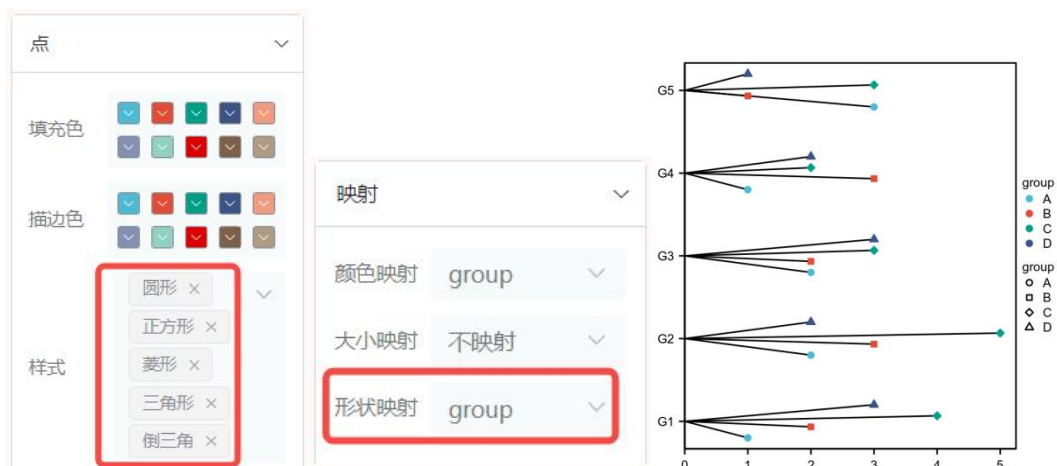 点
填充色
描边色
样式
圆形 ×
正方形 ×
菱形 ×
三角形 ×
倒三角 ×
映射
颜色映射 group
大小映射 不映射
形状映射 group
G5
G4
G3
G2
G1
0 1 2 3 4 5
group
A
B
C
D
group
A
B
C
D